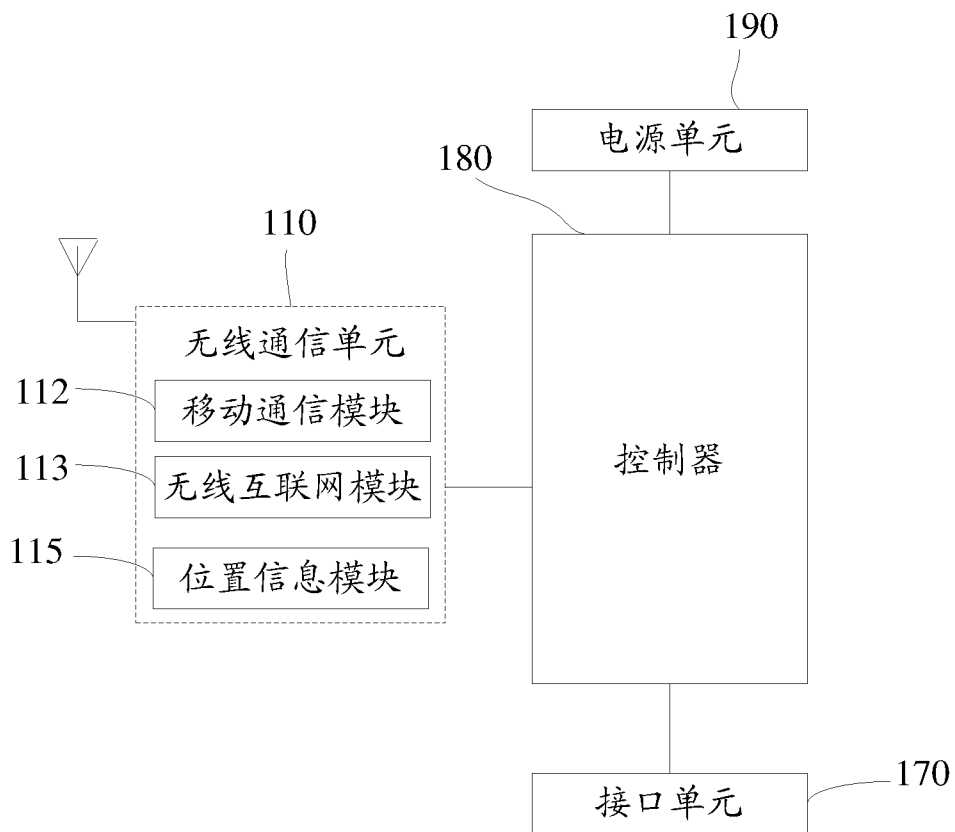 190
电源单元
180
110
无线通信单元
112
移动通信模块
控制器
113
无线互联网模块
115
位置信息模块
170
接口单元